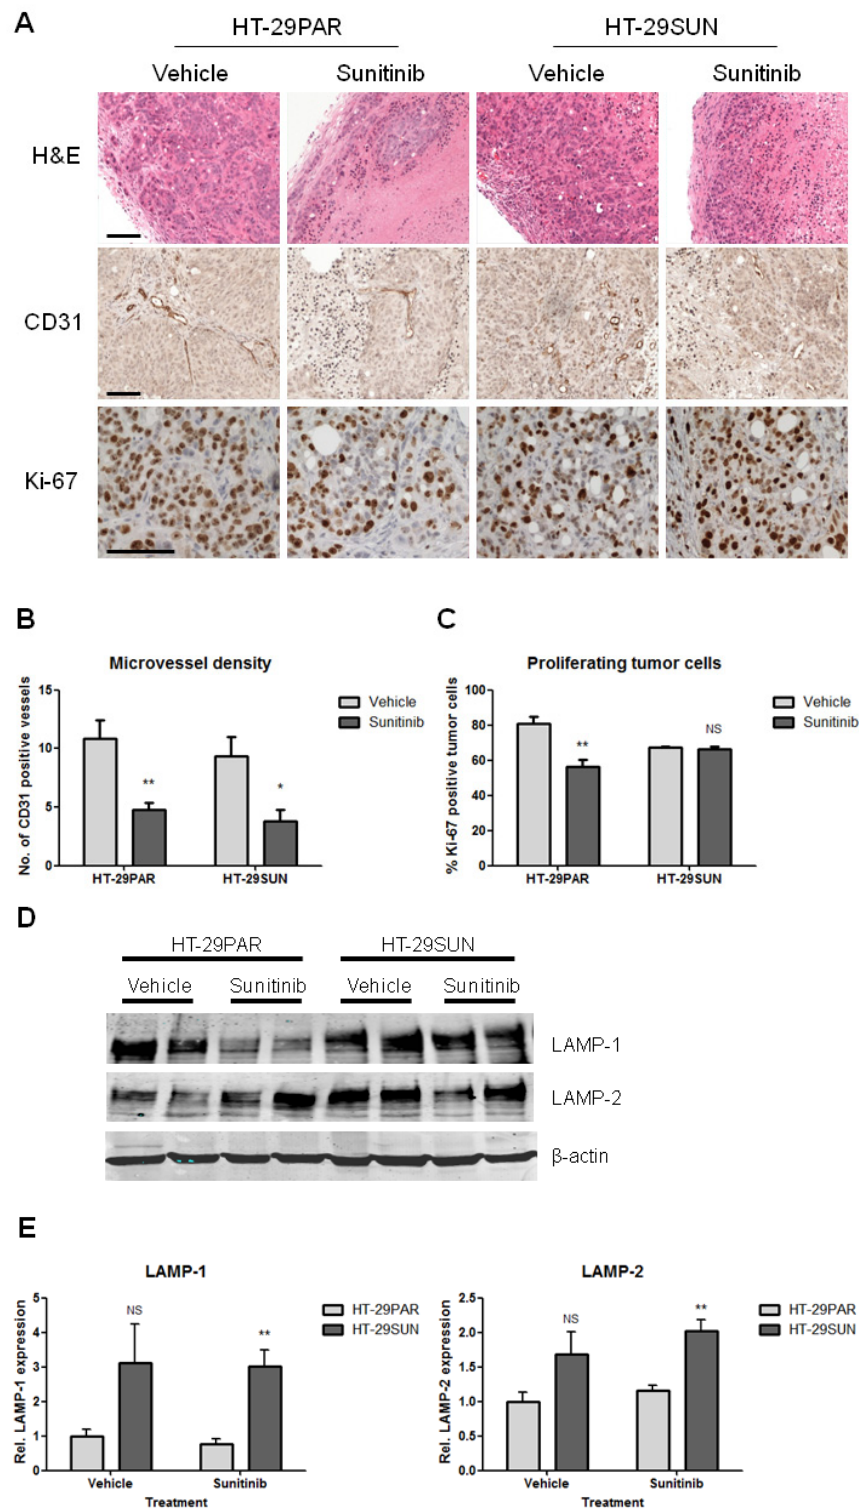 A
HT-29PAR HT-29SUN
Vehicle Sunitinib Vehicle Sunitinib
H&E
CD31
Ki-67
B
Microvessel density
No. of CD31 positive vessels
15
10
5
0
** *
HT-29PAR HT-29SUN
Vehicle
Sunitinib
C
Proliferating tumor cells
% Ki-67 positive tumor cells
100
80
60
40
20
0
** NS
HT-29PAR HT-29SUN
Vehicle
Sunitinib
D
HT-29PAR HT-29SUN
Vehicle Sunitinib Vehicle Sunitinib
LAMP-1
LAMP-2
β-actin
E
LAMP-1
Rel. LAMP-1 expression
5
4
3
2
1
0
NS **
Vehicle Sunitinib
Treatment
HT-29PAR
HT-29SUN
LAMP-2
Rel. LAMP-2 expression
2.5
2.0
1.5
1.0
0.5
0.0
NS **
Vehicle Sunitinib
Treatment
HT-29PAR
HT-29SUN